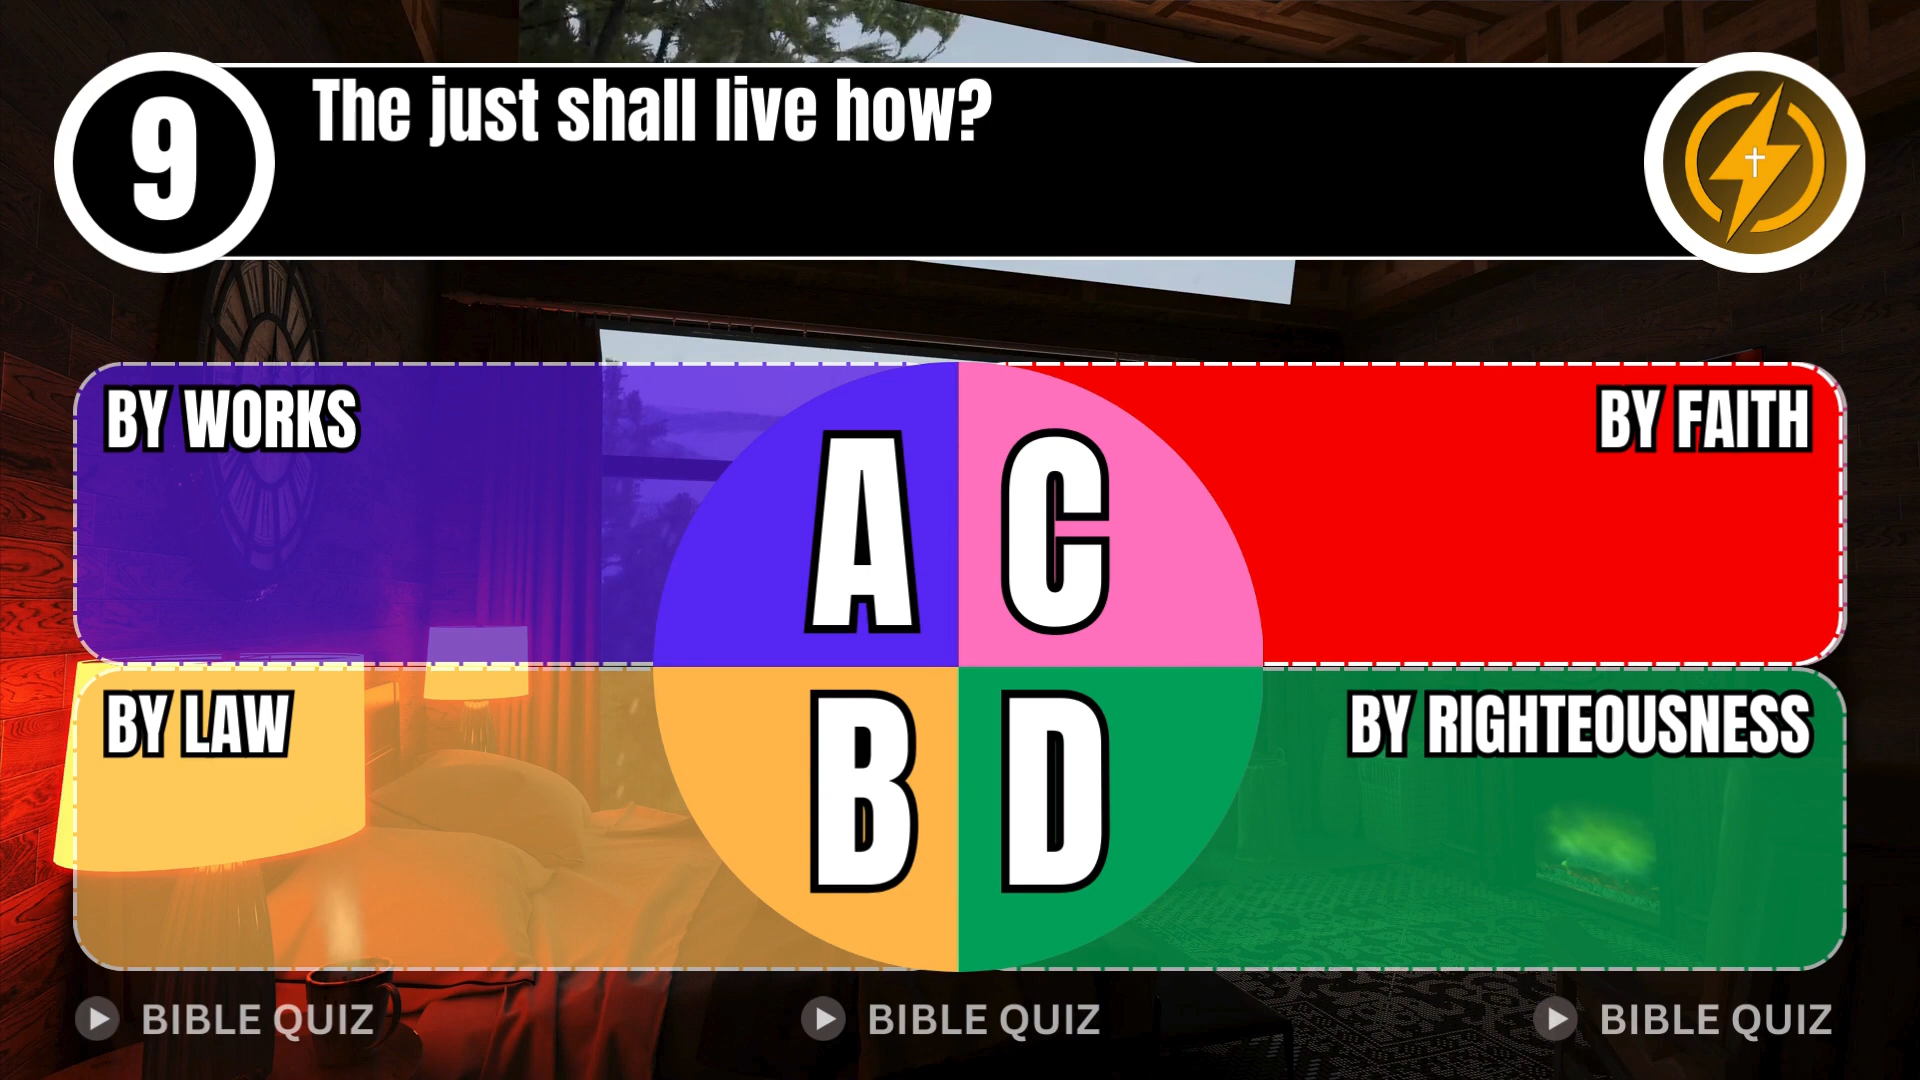 9
The just shall live how?
BY WORKS
A
C
BY FAITH
BY LAW
B
D
BY RIGHTEOUSNESS
BIBLE QUIZ
BIBLE QUIZ
BIBLE QUIZ